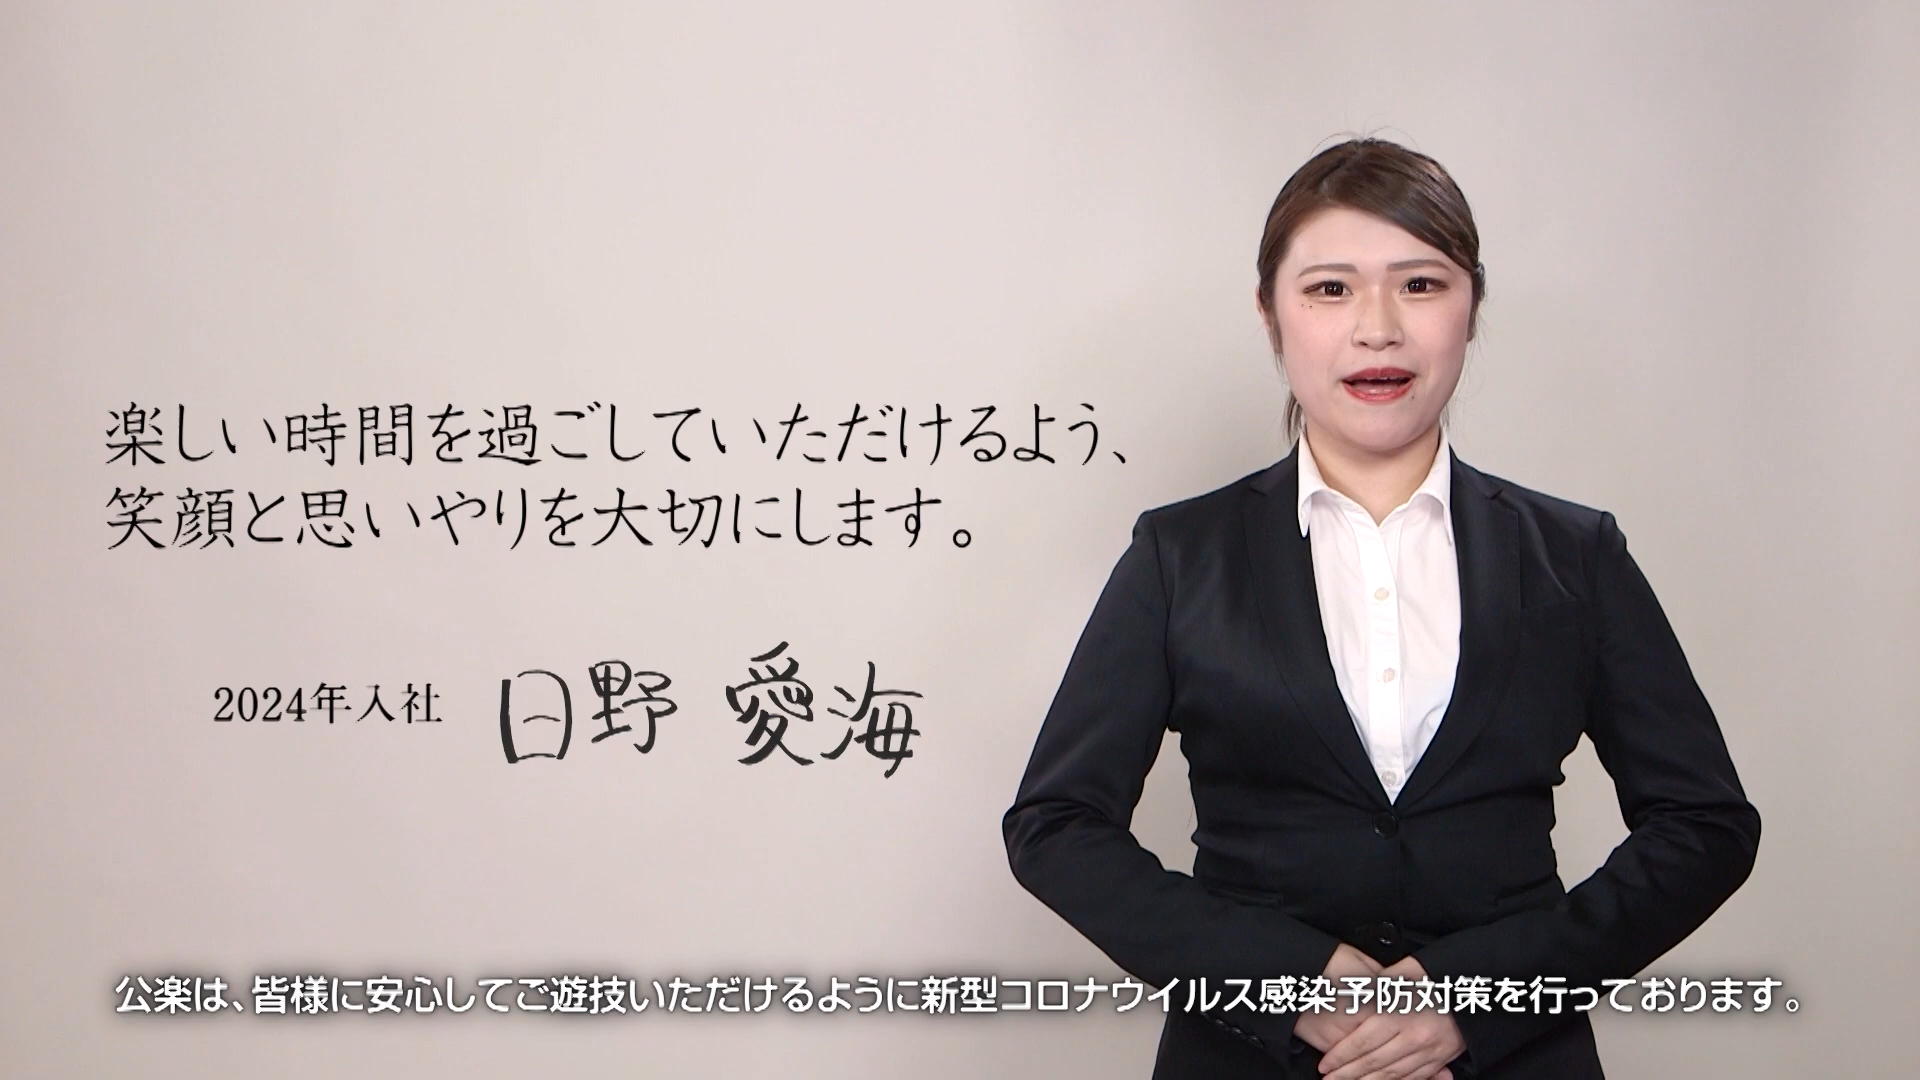 楽しい時間を過ごしていただけるよう、
笑顔と思いやりを大切にします。
2024年入社 日野 愛海
公楽は、皆様に安心してご遊技いただけるように新型コロナウイルス感染予防対策を行っております。